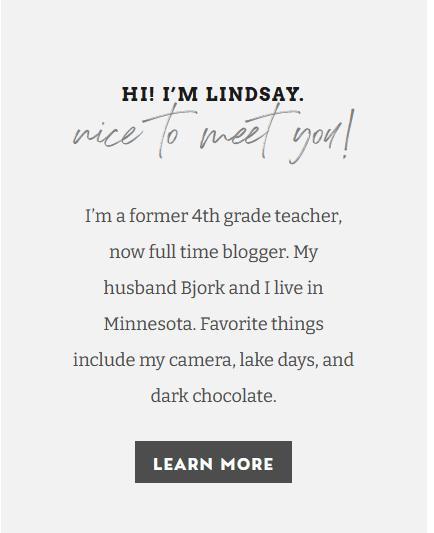 HI! I'M LINDSAY.
nice to meet you!
I'm a former 4th grade teacher,
now full time blogger. My
husband Bjork and I live in
Minnesota. Favorite things
include my camera, lake days, and
dark chocolate.
LEARN MORE